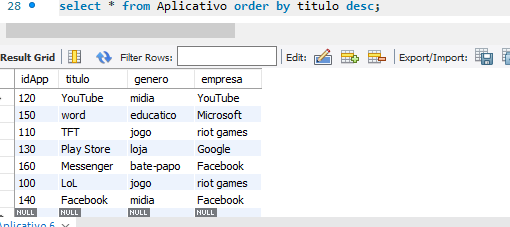 28 select * from Aplicativo order by titulo desc;
Result Grid Filter Rows: Edit: Export/Import:
idApp titulo genero empresa
120 YouTube midia YouTube
150 word educatico Microsoft
110 TFT jogo riot games
130 Play Store loja Google
160 Messenger bate-papo Facebook
100 LoL jogo riot games
140 Facebook midia Facebook
NULL NULL NULL NULL
Aplicativo 6